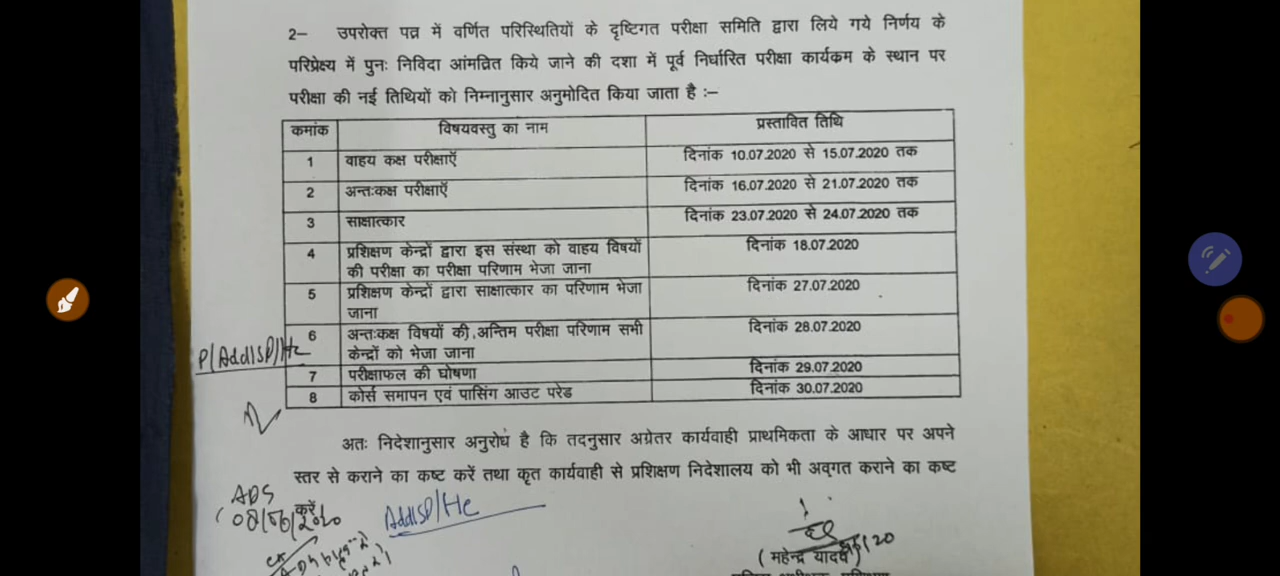 2– उपरोक्त पत्र में वर्णित परिस्थितियों के दृष्टिगत परीक्षा समिति द्वारा लिये गये निर्णय के
परिप्रेक्ष्य में पुनः निविदा आंमत्रित किये जाने की दशा में पूर्व निर्धारित परीक्षा कार्यक्रम के स्थान पर
परीक्षा की नई तिथियों को निम्नानुसार अनुमोदित किया जाता है :–
कमांक विषयवस्तु का नाम प्रस्तावित तिथि
1 वाहय कक्ष परीक्षाऐं दिनांक 10.07.2020 से 15.07.2020 तक
2 अन्तःकक्ष परीक्षाऐं दिनांक 16.07.2020 से 21.07.2020 तक
3 साक्षात्कार दिनांक 23.07.2020 से 24.07.2020 तक
4 प्रशिक्षण केन्द्रों द्वारा इस संस्था को वाहय विषयों दिनांक 18.07.2020
की परीक्षा का परीक्षा परिणाम भेजा जाना
5 प्रशिक्षण केन्द्रों द्वारा साक्षात्कार का परिणाम भेजा दिनांक 27.07.2020
जाना
6 अन्तःकक्ष विषयों की अन्तिम परीक्षा परिणाम सभी दिनांक 28.07.2020
केन्द्रों को भेजा जाना
P/AddlSP/Hc
7 परीक्षाफल की घोषणा दिनांक 29.07.2020
8 कोर्स समापन एवं पासिंग आउट परेड दिनांक 30.07.2020
अतः निदेशानुसार अनुरोध है कि तदनुसार अग्रेतर कार्यवाही प्राथमिकता के आधार पर अपने
स्तर से कराने का कष्ट करें तथा कृत कार्यवाही से प्रशिक्षण निदेशालय को भी अवगत कराने का कष्ट
करें
ADS
AddlSP/Hc
( महेन्द्र यादव )